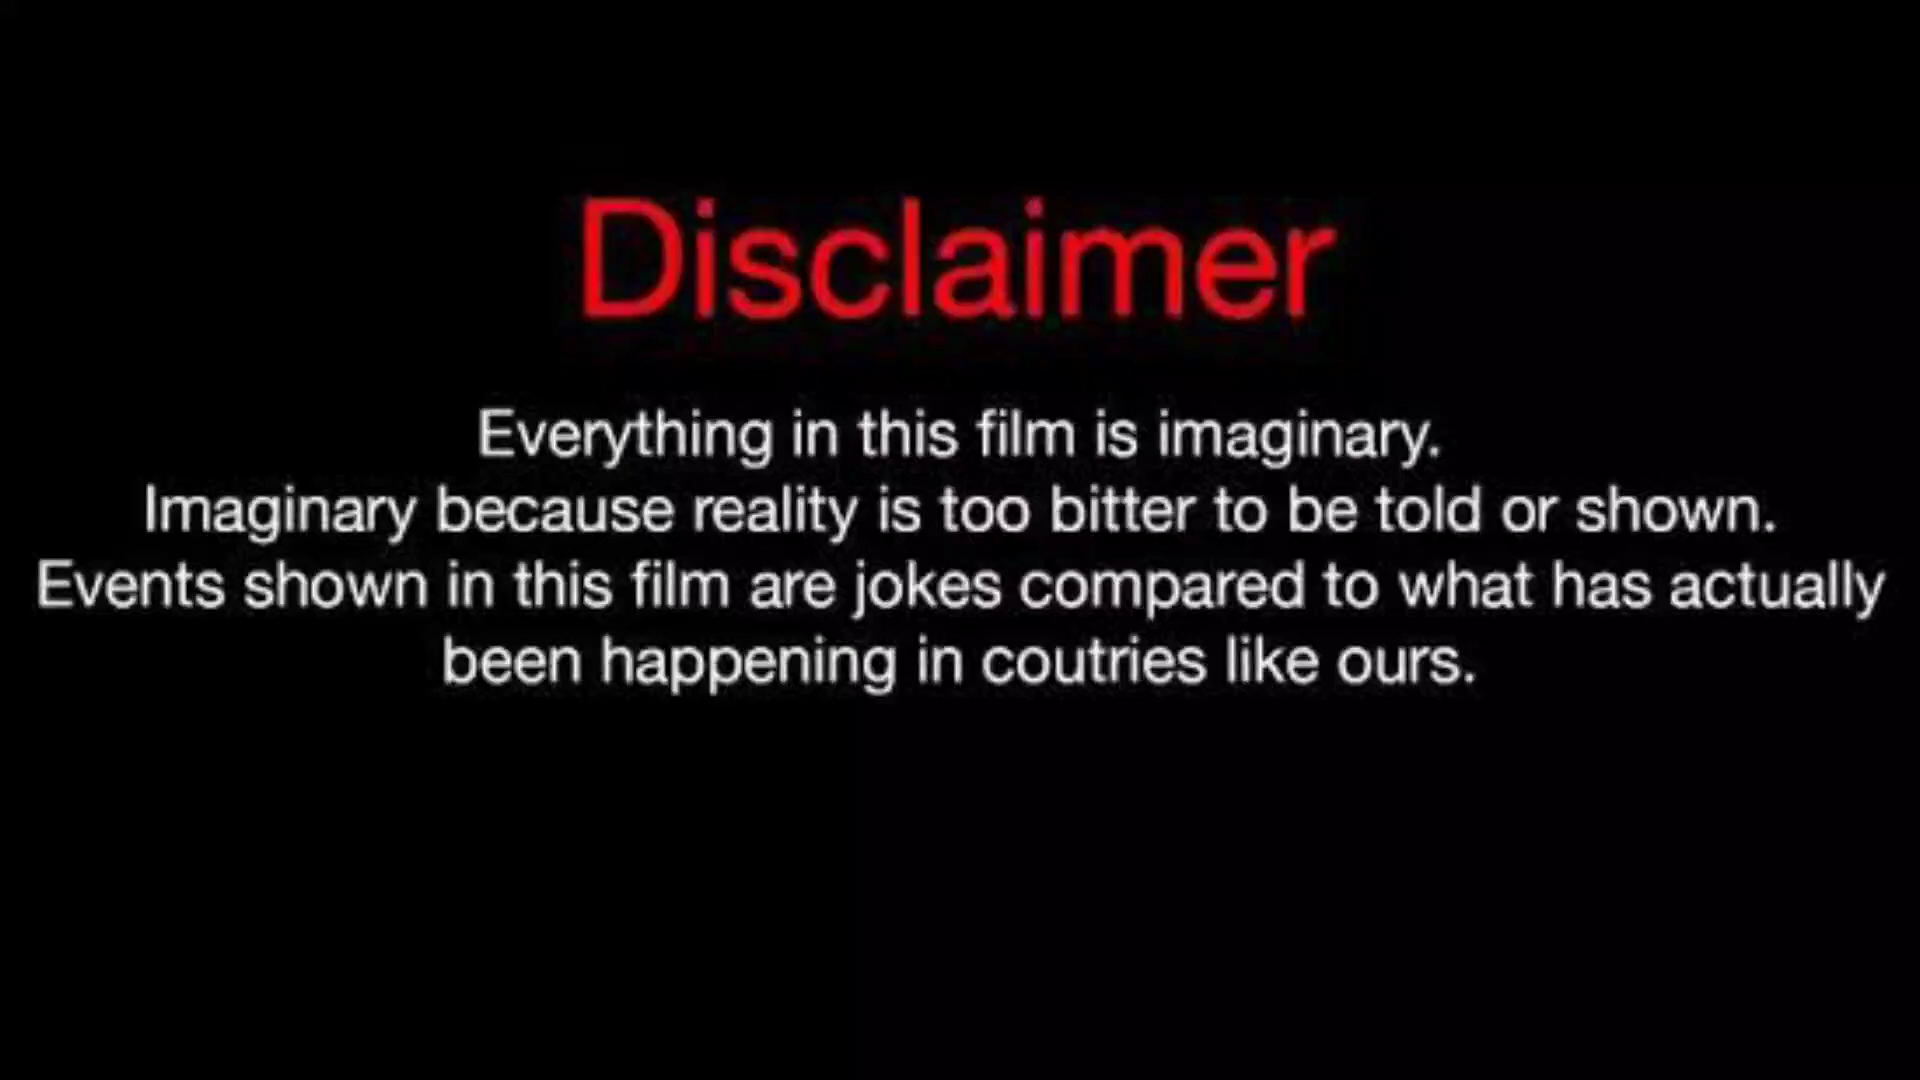 Disclaimer
Everything in this film is imaginary.
Imaginary because reality is too bitter to be told or shown.
Events shown in this film are jokes compared to what has actually
been happening in coutries like ours.